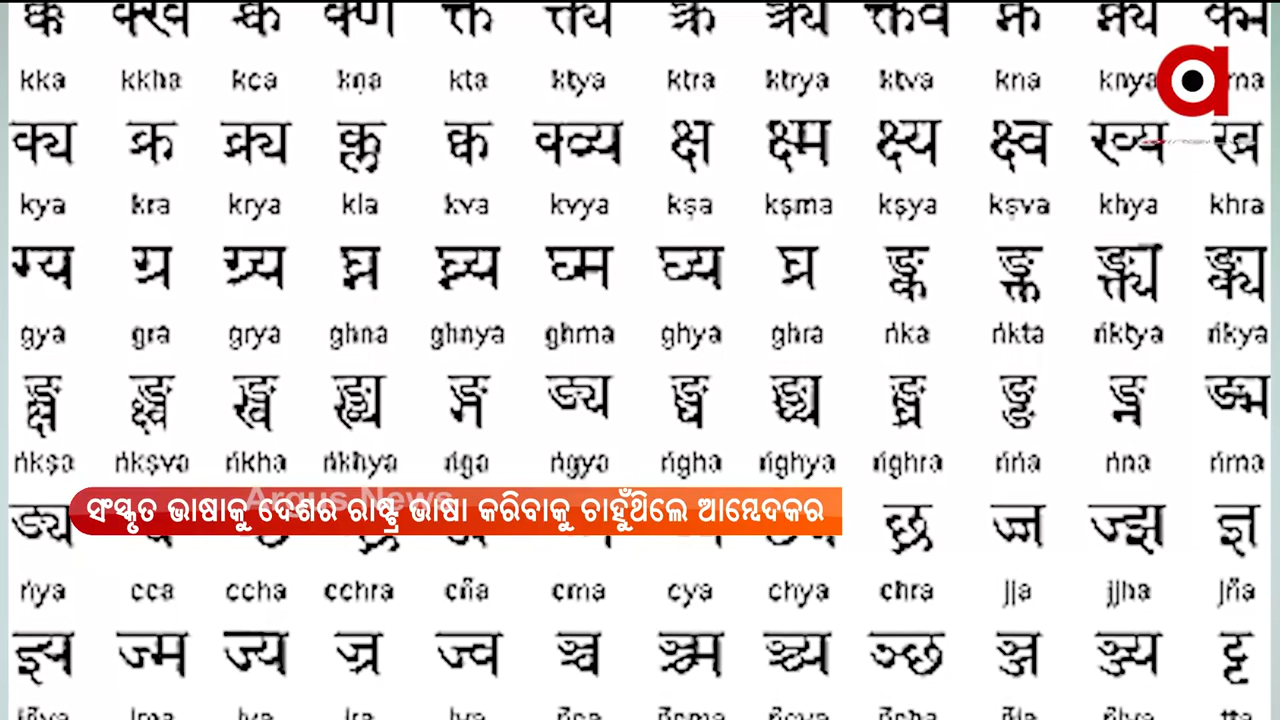 क्क क्ख क्च क्ण क्त क्त्य क्त्र क्त्र्य क्त्व क्न क्न्य क्म
kka kkha kca kṇa kta ktya ktra ktrya ktva kna knya
क्य क्र क्र्य क्ल क्व क्व्य क्ष क्ष्म क्ष्य क्ष्व ख्य ख्र
kya kra krya kla kva kvya kṣa kṣma kṣya kṣva khya khra
ग्य ग्र ग्र्य घ्न घ्न्य घ्म घ्य घ्र ङ्क ङ्क्त ङ्क्त्य ङ्क्य
gya gra grya ghna ghnya ghma ghya ghra ṅka ṅkta ṅktya ṅkya
ङ्क्ष ङ्क्ष्व ङ्ख ङ्ख्य ङ्ग ङ्ग्य ङ्घ ङ्घ्य ङ्घ्र ङ्ङ ङ्न ङ्म
ṅkṣa ṅkṣva ṅkha ṅkhya ṅga ṅgya ṅgha ṅghya ṅghra ṅṅa ṅna ṅma
Argus News
ସଂସ୍କୃତ ଭାଷାକୁ ଦେଶର ରାଷ୍ଟ୍ର ଭାଷା କରିବାକୁ ଚାହୁଁଥିଲେ ଆମ୍ବେଦକର
ङ्य छ्र ज्ज ज्झ ज्ञ
ṅya cca ccha cchra cña cma cya chya chra jja jjha jña
ज्ञ्य ज्म ज्य ज्र ज्व ञ्च ञ्च्म ञ्च्य ञ्छ ञ्ज ञ्ज्य ट्ट